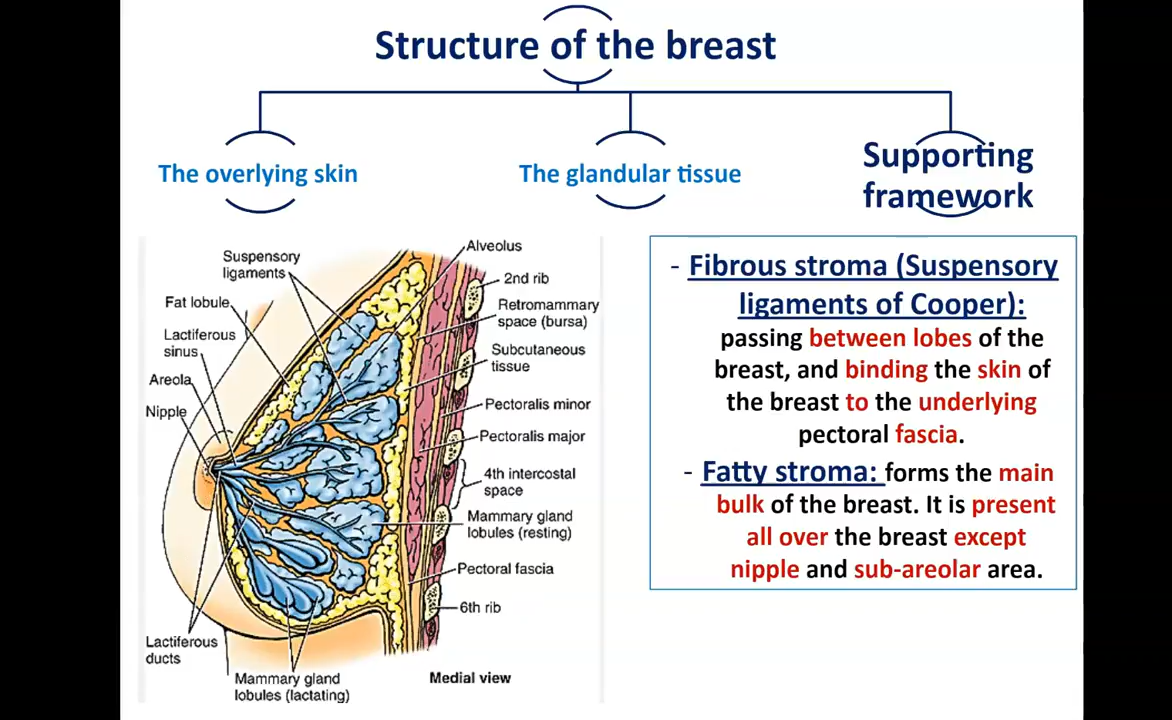 Structure of the breast
The overlying skin
The glandular tissue
Supporting
framework
Suspensory
ligaments
Fat lobule
Lactiferous
sinus
Areola
Nipple
Lactiferous
ducts
Mammary gland
lobules (lactating)
Alveolus
2nd rib
Retromammary
space (bursa)
Subcutaneous
tissue
Pectoralis minor
Pectoralis major
4th intercostal
space
Mammary gland
lobules (resting)
Pectoral fascia
6th rib
Medial view
- Fibrous stroma (Suspensory
ligaments of Cooper):
passing between lobes of the
breast, and binding the skin of
the breast to the underlying
pectoral fascia.
- Fatty stroma: forms the main
bulk of the breast. It is present
all over the breast except
nipple and sub-areolar area.